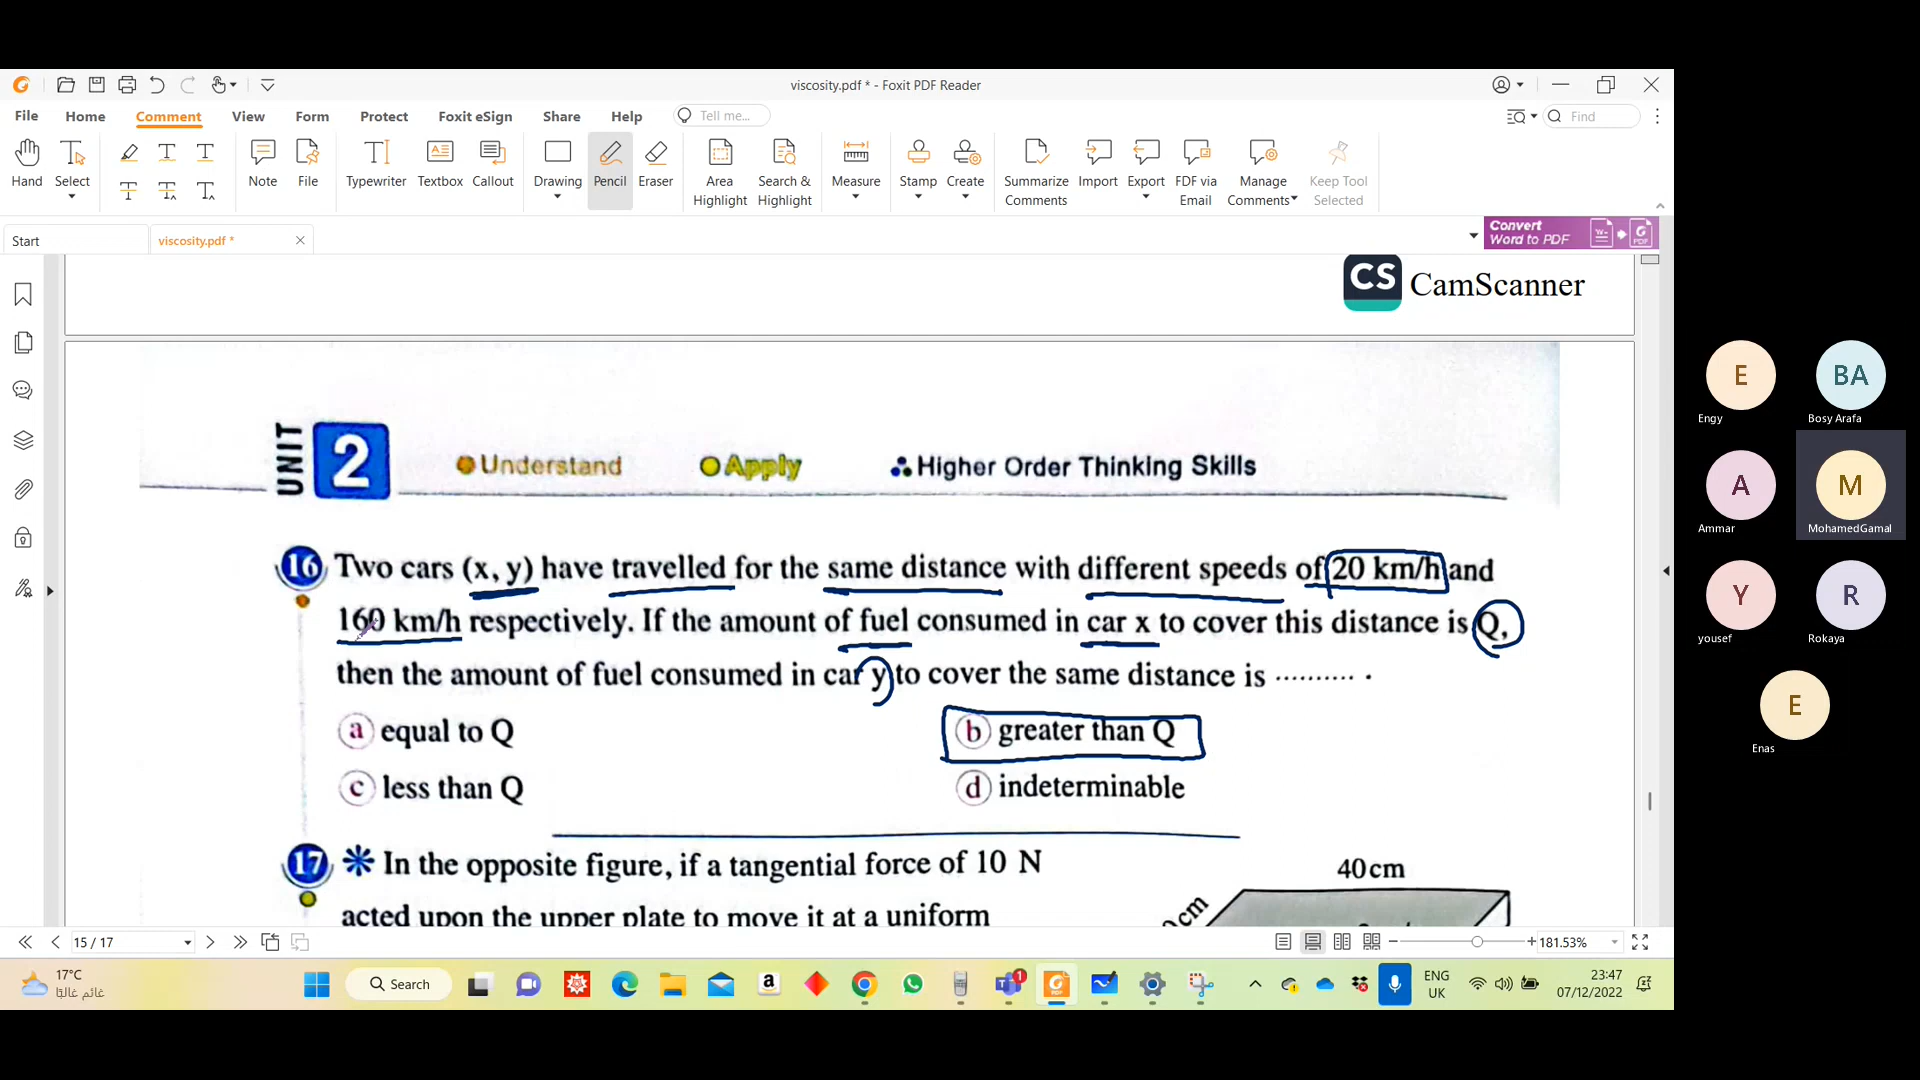 viscosity.pdf * - Foxit PDF Reader
File Home Comment View Form Protect Foxit eSign Share Help Tell me... Find
Hand Select Note File Typewriter Textbox Callout Drawing Pencil Eraser Area Highlight Search & Highlight Measure Stamp Create Summarize Comments Import Export FDF via Email Manage Comments Keep Tool Selected
Start viscosity.pdf * Convert Word to PDF
CS CamScanner
UNIT 2 Understand Apply Higher Order Thinking Skills
16 Two cars (x, y) have travelled for the same distance with different speeds of 20 km/h and
160 km/h respectively. If the amount of fuel consumed in car x to cover this distance is Q,
then the amount of fuel consumed in car y to cover the same distance is .......... .
a equal to Q b greater than Q
c less than Q d indeterminable
17 * In the opposite figure, if a tangential force of 10 N
40 cm
acted upon the upper plate to move it at a uniform
cm
15 / 17 181.53%
17°C
غائم غالبًا
Search
ENG
UK
23:47
07/12/2022
1
E
Engy
BA
Bosy Arafa
A
Ammar
M
MohamedGamal
Y
yousef
R
Rokaya
E
Enas